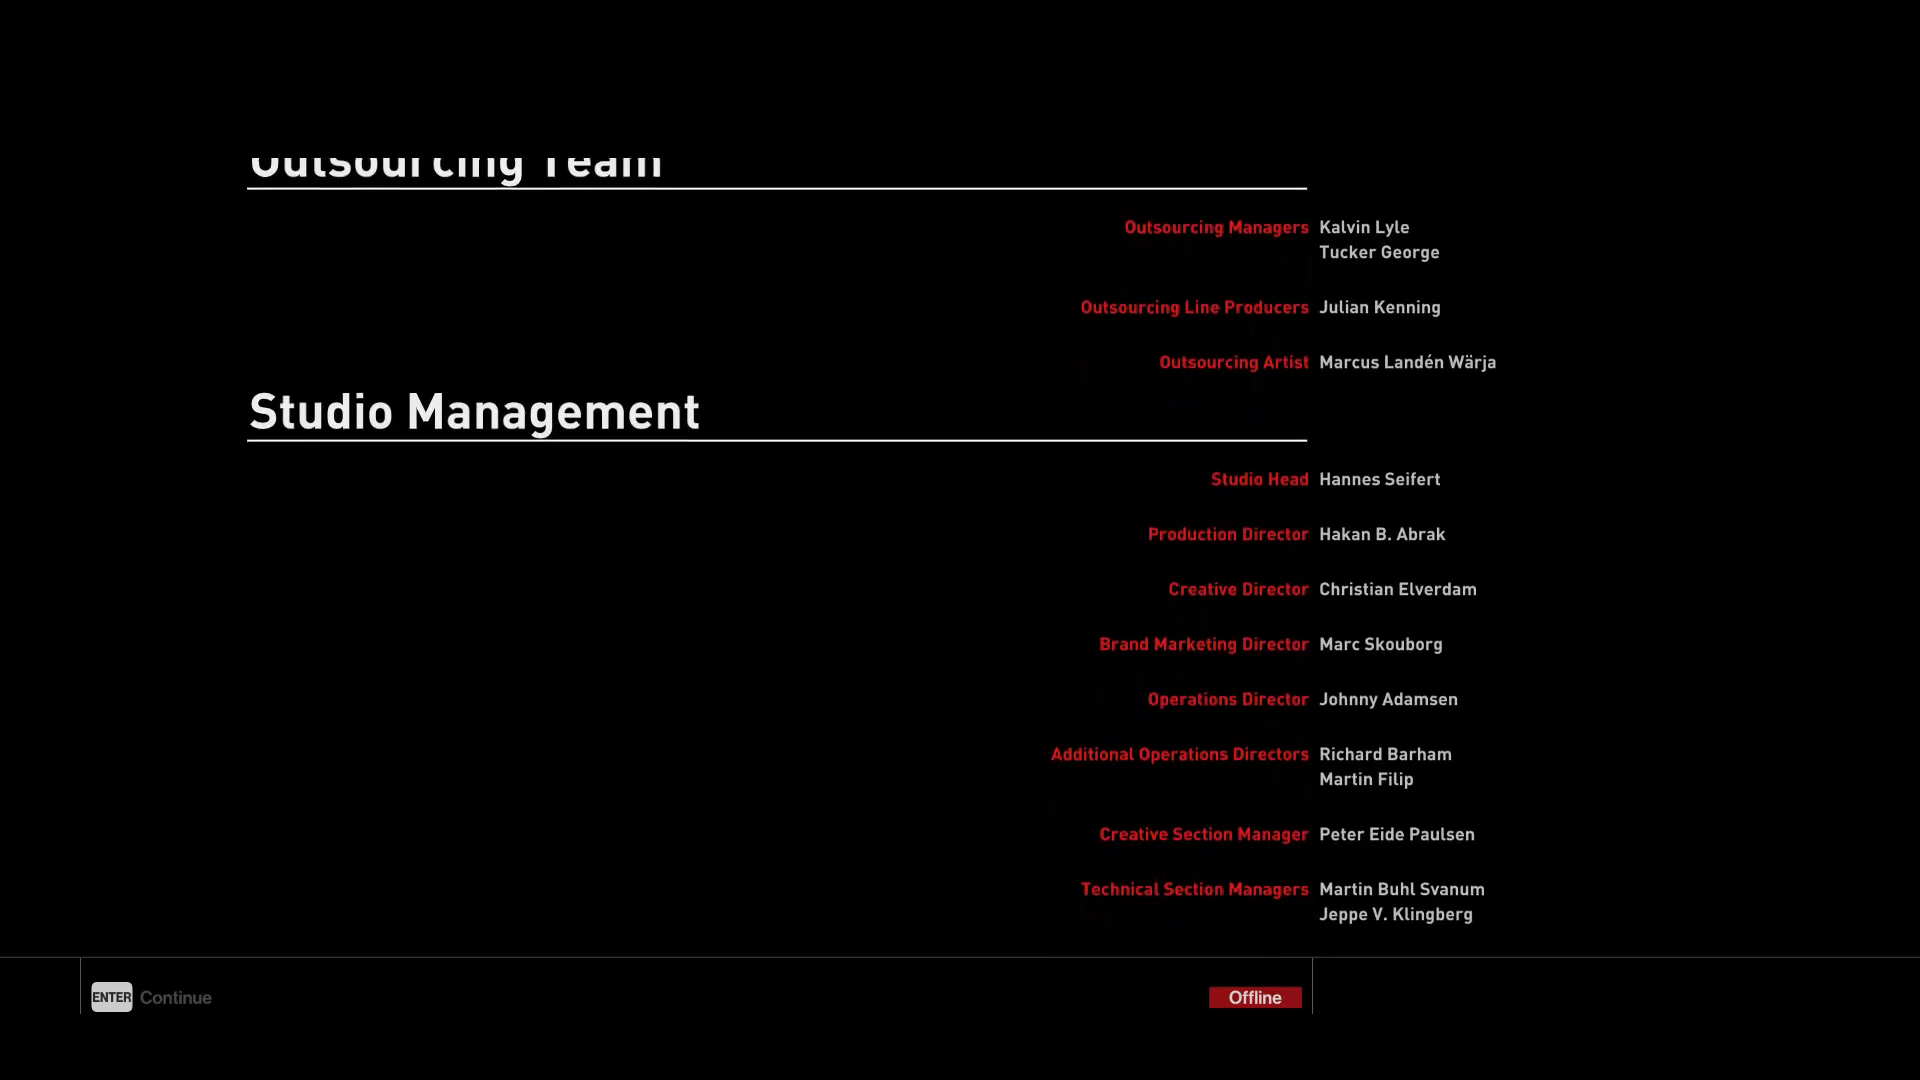 Outsourcing Team
Outsourcing Managers Kalvin Lyle
Tucker George
Outsourcing Line Producers Julian Kenning
Outsourcing Artist Marcus Landén Wärja
Studio Management
Studio Head Hannes Seifert
Production Director Hakan B. Abrak
Creative Director Christian Elverdam
Brand Marketing Director Marc Skouborg
Operations Director Johnny Adamsen
Additional Operations Directors Richard Barham
Martin Filip
Creative Section Manager Peter Eide Paulsen
Technical Section Managers Martin Buhl Svanum
Jeppe V. Klingberg
ENTER Continue
Offline